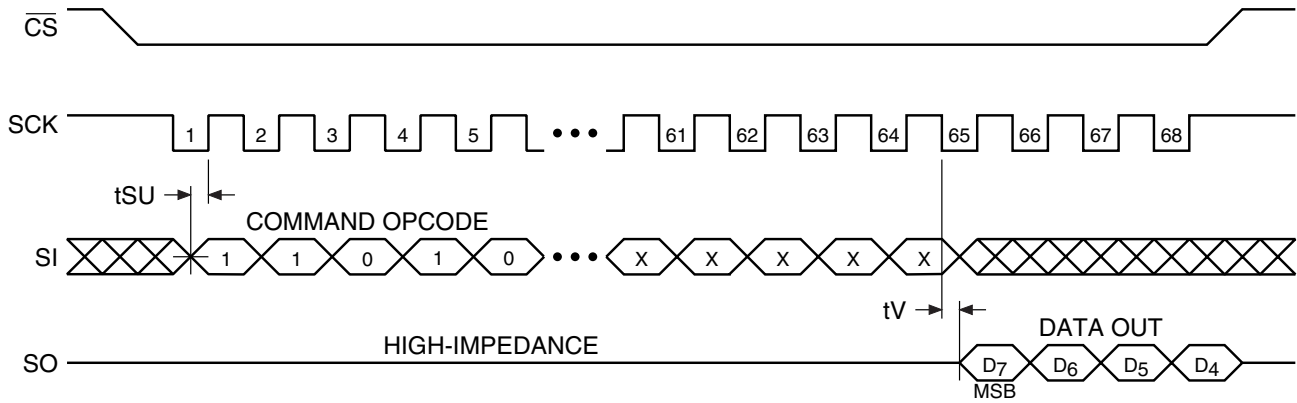 CS
SCK 1 2 3 4 5 ••• 61 62 63 64 65 66 67 68
tSU
COMMAND OPCODE
SI 1 1 0 1 0 ••• X X X X X
tV
DATA OUT
HIGH-IMPEDANCE
SO D7 D6 D5 D4
MSB